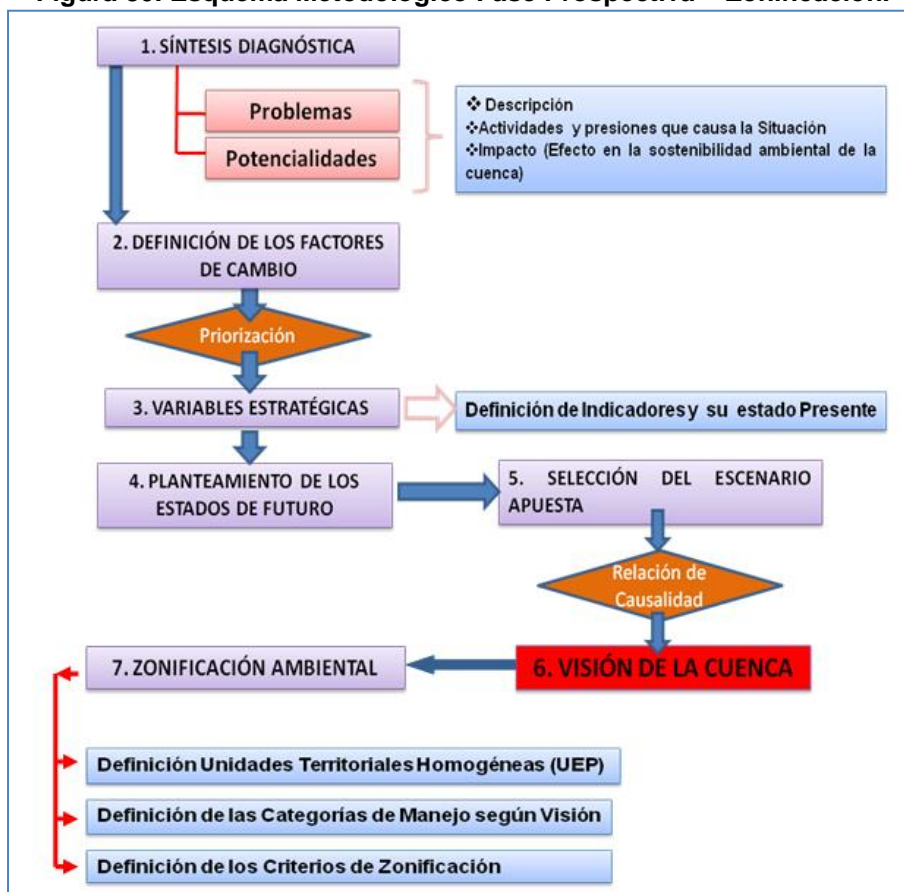 1. SÍNTESIS DIAGNÓSTICA
Problemas
Potencialidades
❖ Descripción
❖Actividades y presiones que causa la Situación
❖Impacto (Efecto en la sostenibilidad ambiental de la
cuenca)
2. DEFINICIÓN DE LOS FACTORES
DE CAMBIO
Priorización
3. VARIABLES ESTRATÉGICAS
Definición de Indicadores y su estado Presente
4. PLANTEAMIENTO DE LOS
ESTADOS DE FUTURO
5. SELECCIÓN DEL ESCENARIO
APUESTA
Relación de
Causalidad
6. VISIÓN DE LA CUENCA
7. ZONIFICACIÓN AMBIENTAL
Definición Unidades Territoriales Homogéneas (UEP)
Definición de las Categorías de Manejo según Visión
Definición de los Criterios de Zonificación